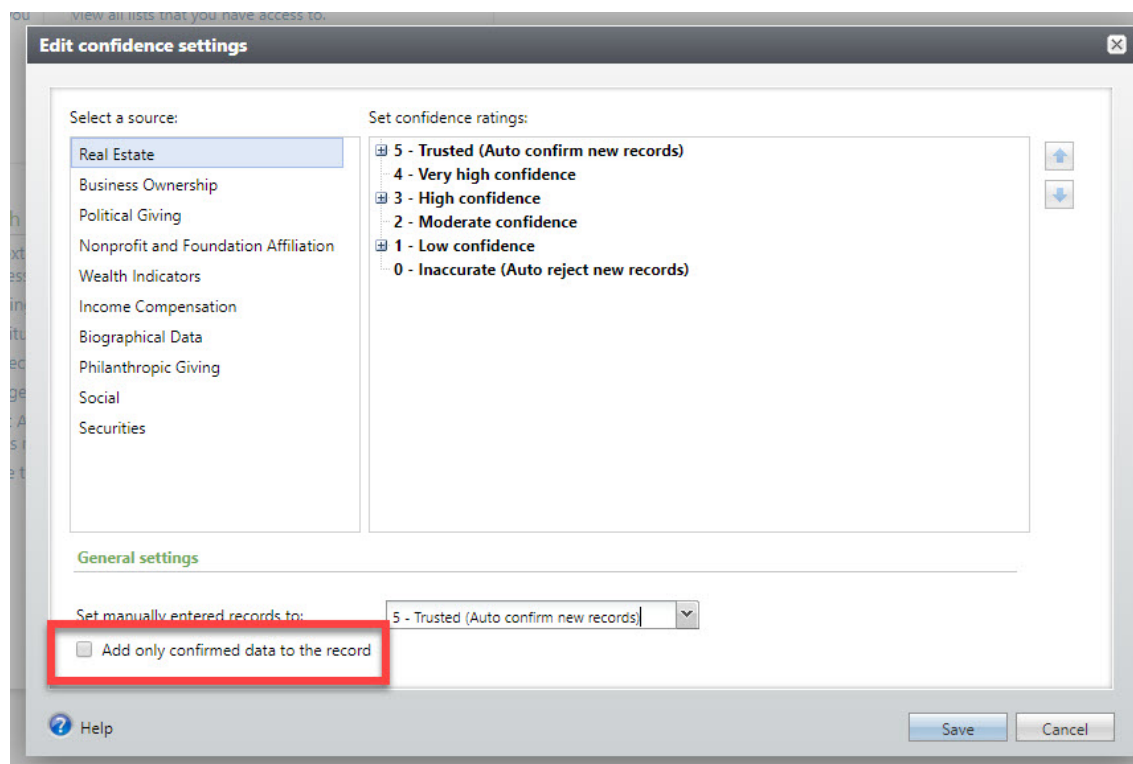 you
View all lists that you have access to.
Edit confidence settings
Select a source:
Set confidence ratings:
Real Estate
Business Ownership
Political Giving
Nonprofit and Foundation Affiliation
Wealth Indicators
Income Compensation
Biographical Data
Philanthropic Giving
Social
Securities
5 - Trusted (Auto confirm new records)
4 - Very high confidence
3 - High confidence
2 - Moderate confidence
1 - Low confidence
0 - Inaccurate (Auto reject new records)
General settings
Set manually entered records to:
5 - Trusted (Auto confirm new records)
Add only confirmed data to the record
Help
Save
Cancel